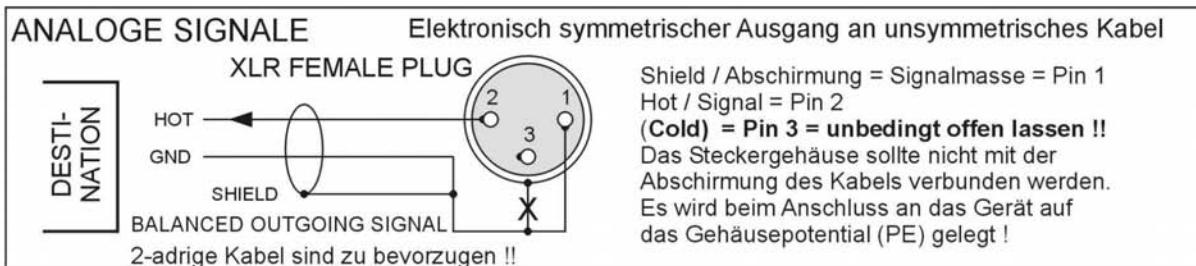 ANALOGE SIGNALE
Elektronisch symmetrischer Ausgang an unsymmetrisches Kabel
XLR FEMALE PLUG
DESTI-
NATION
HOT
GND
SHIELD
2
1
3
X
BALANCED OUTGOING SIGNAL
2-adrige Kabel sind zu bevorzugen !!
Shield / Abschirmung = Signalmasse = Pin 1
Hot / Signal = Pin 2
(Cold) = Pin 3 = unbedingt offen lassen !!
Das Steckergehäuse sollte nicht mit der
Abschirmung des Kabels verbunden werden.
Es wird beim Anschluss an das Gerät auf
das Gehäusepotential (PE) gelegt !